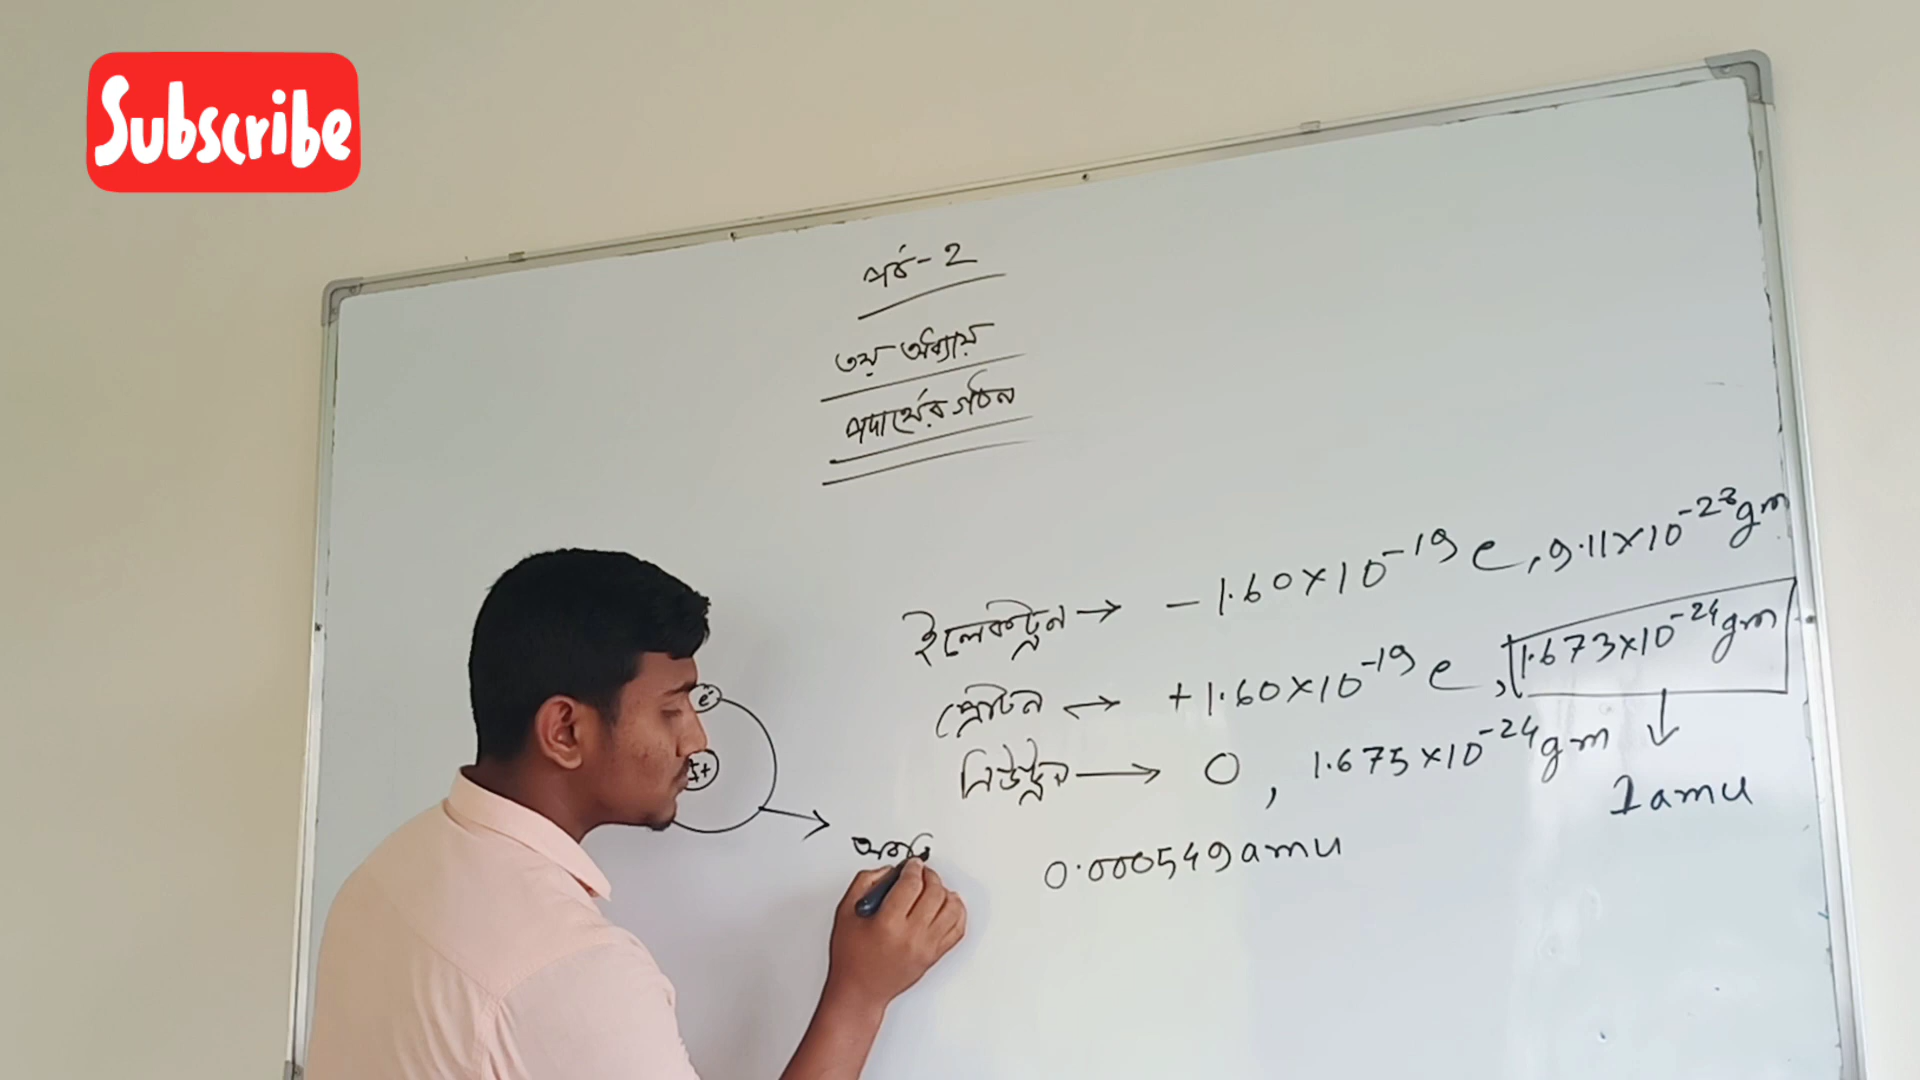 Subscribe
পর্ব-2
৩য় অধ্যায়
পদার্থের গঠন
ইলেকট্রন → - 1.60×10⁻¹⁹ e, 9.11×10⁻²⁸ gm
প্রোটন → +1.60×10⁻¹⁹ e, 1.673×10⁻²⁴ gm
নিউট্রন → 0, 1.675×10⁻²⁴ gm
1 amu
0.000549 amu
e⁻